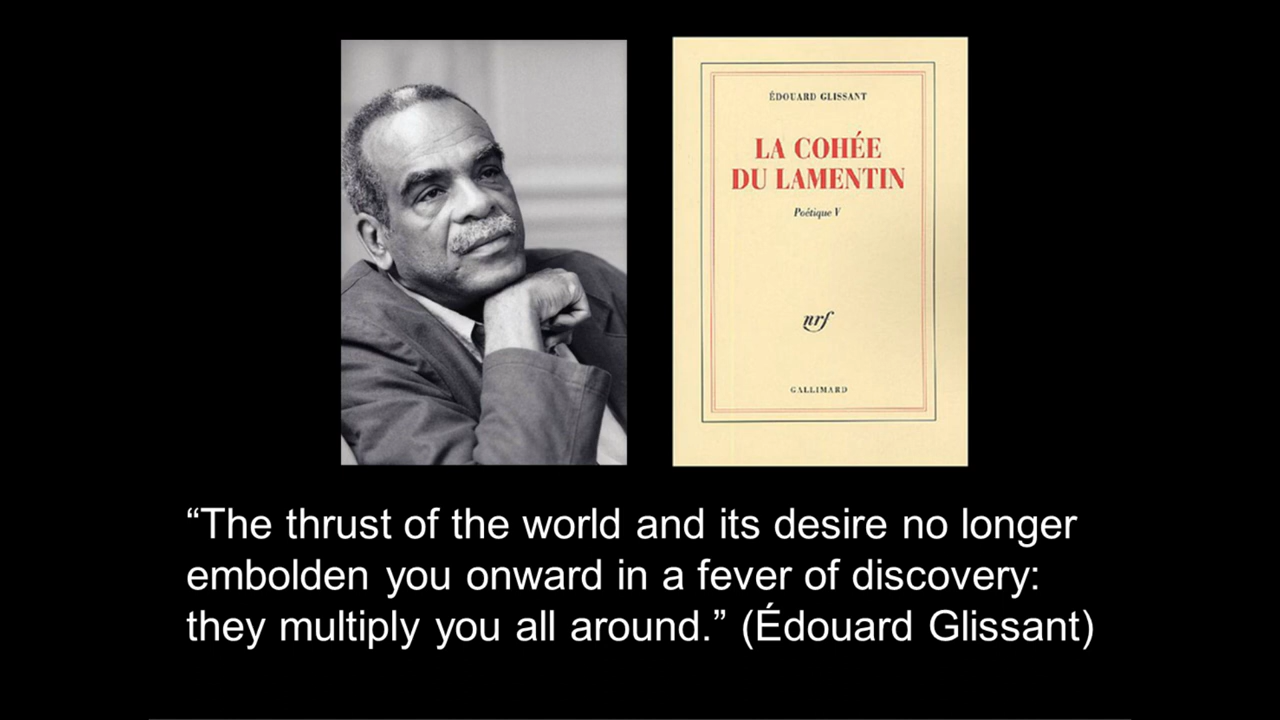 ÉDOUARD GLISSANT
LA COHÉE
DU LAMENTIN
Poétique V
nrf
GALLIMARD
“The thrust of the world and its desire no longer
embolden you onward in a fever of discovery:
they multiply you all around.” (Édouard Glissant)